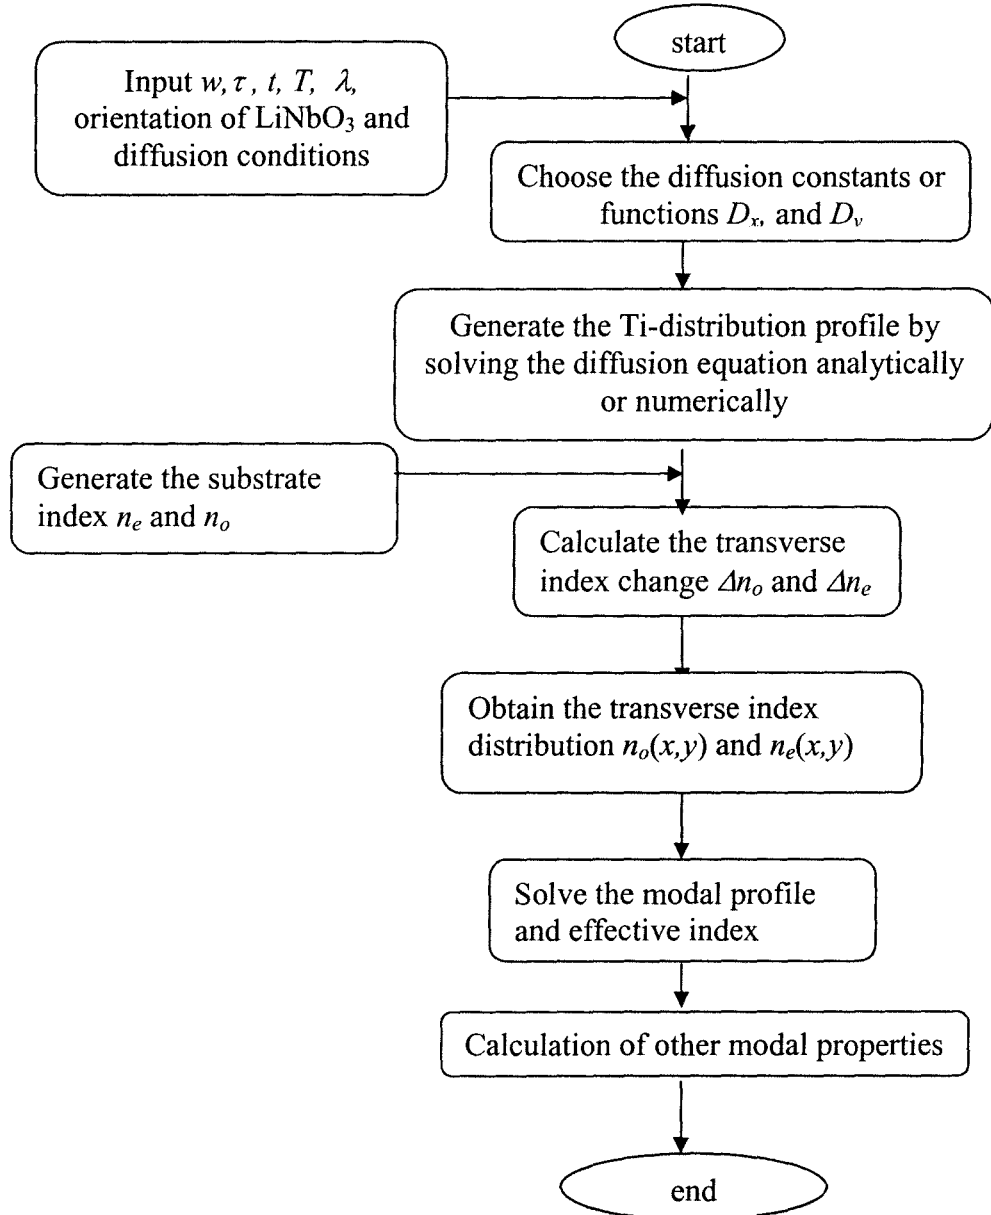 start
Input w, τ, t, T, λ,
orientation of LiNbO₃ and
diffusion conditions
Choose the diffusion constants or
functions Dₓ, and Dᵥ
Generate the Ti-distribution profile by
solving the diffusion equation analytically
or numerically
Generate the substrate
index nₑ and nₒ
Calculate the transverse
index change Δnₒ and Δnₑ
Obtain the transverse index
distribution nₒ(x,y) and nₑ(x,y)
Solve the modal profile
and effective index
Calculation of other modal properties
end